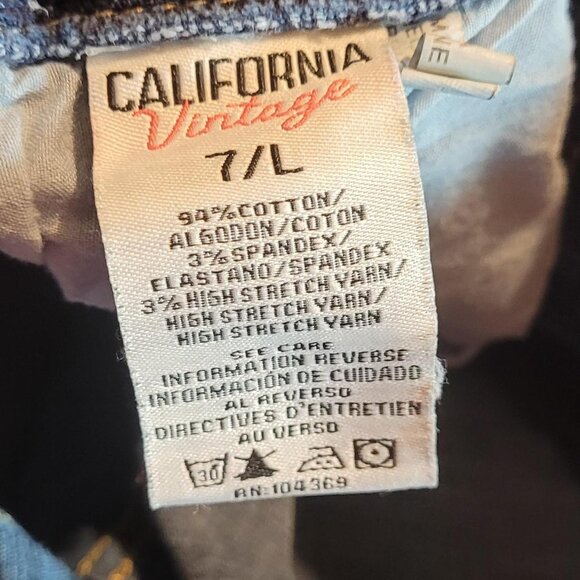 CALIFORNIA
Vintage
7/L
94% COTTON/
ALGODON/COTON
3% SPANDEX/
ELASTANO/SPANDEX
3% HIGH STRETCH YARN/
HIGH STRETCH YARN/
HIGH STRETCH YARN
SEE CARE
INFORMATION REVERSE
INFORMACIÓN DE CUIDADO
AL REVERSO
DIRECTIVES D'ENTRETIEN
AU VERSO
30
RN:104369